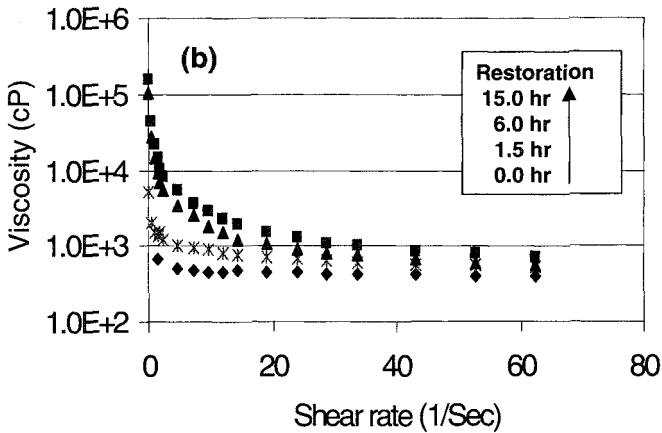 1.0E+6
1.0E+5
1.0E+4
1.0E+3
1.0E+2
Viscosity (cP)
(b)
Restoration
15.0 hr
6.0 hr
1.5 hr
0.0 hr
0 20 40 60 80
Shear rate (1/Sec)